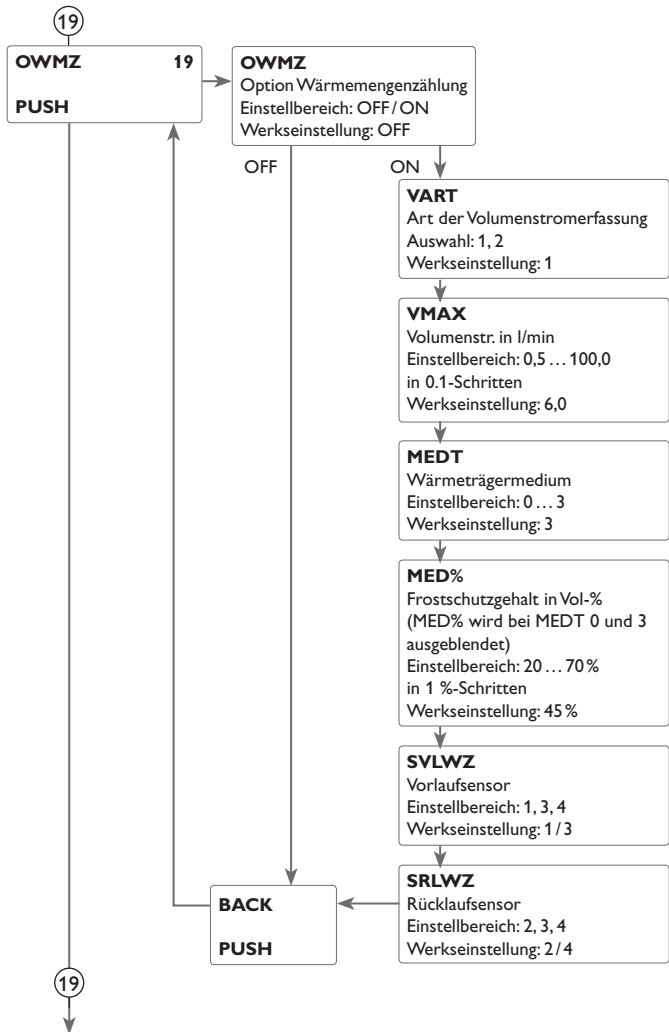 19
OWMZ 19
PUSH
OWMZ
Option Wärmemengenzählung
Einstellbereich: OFF / ON
Werkseinstellung: OFF
OFF
ON
VART
Art der Volumenstromerfassung
Auswahl: 1, 2
Werkseinstellung: 1
VMAX
Volumenstr. in l/min
Einstellbereich: 0,5 … 100,0
in 0.1-Schritten
Werkseinstellung: 6,0
MEDT
Wärmeträgermedium
Einstellbereich: 0 … 3
Werkseinstellung: 3
MED%
Frostschutzgehalt in Vol-%
(MED% wird bei MEDT 0 und 3
ausgeblendet)
Einstellbereich: 20 … 70 %
in 1 %-Schritten
Werkseinstellung: 45 %
SVLWZ
Vorlaufsensor
Einstellbereich: 1, 3, 4
Werkseinstellung: 1 / 3
SRLWZ
Rücklaufsensor
Einstellbereich: 2, 3, 4
Werkseinstellung: 2 / 4
BACK
PUSH
19